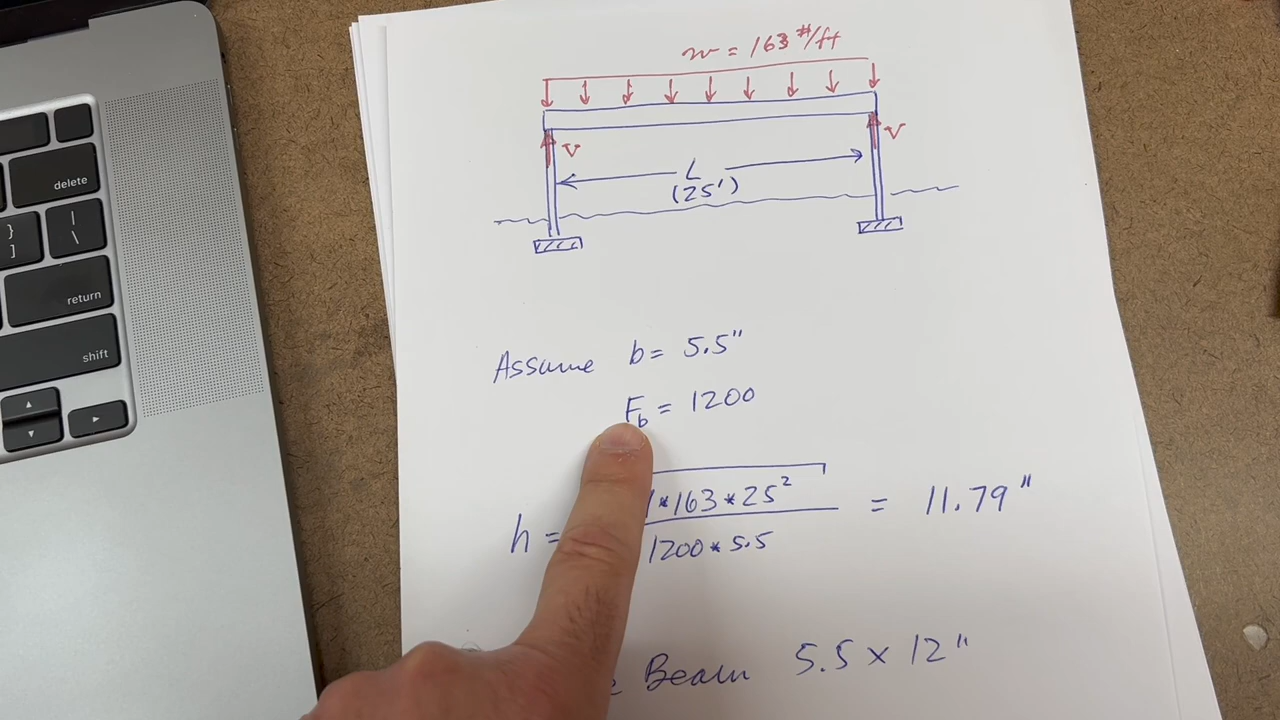 w = 163 #/ft
V
V
L
(25')
Assume b = 5.5"
F_b = 1200
h = * 163 * 25² / 1200 * 5.5 = 11.79"
Beam 5.5 x 12"
delete
}
]
|
\
return
shift